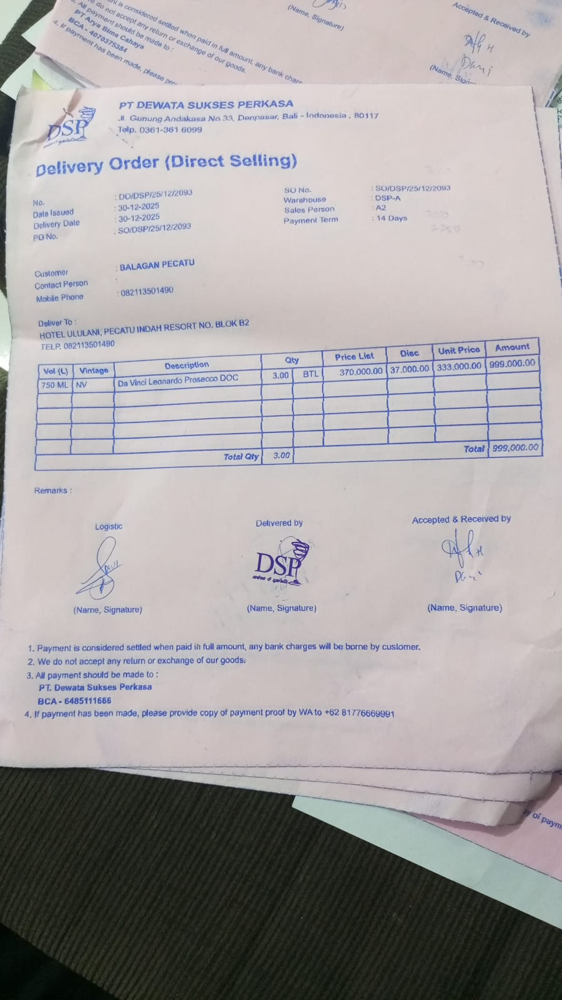 ni is considered settled when paid in full amount, any bank char
do not accept any return or exchange of our goods.
All payment should be made to :
PT Arya Bima Cahaya
BCA - 4070375384
4. If payment has been made, please pro
(Name, Signature)
Accepted & Received by
Dani
(Name, Sign
DSP
PT DEWATA SUKSES PERKASA
Jl. Gunung Andakasa No.33, Denpasar, Bali - Indonesia , 80117
Telp. 0361-361 6099
Delivery Order (Direct Selling)
No. : DO/DSP/25/12/2093 SO No. : SO/DSP/25/12/2093
Date Issued : 30-12-2025 Warehouse : DSP-A
Delivery Date : 30-12-2025 Sales Person : A2
PO No. : SO/DSP/25/12/2093 Payment Term : 14 Days
Customer : BALAGAN PECATU
Contact Person :
Mobile Phone : 082113501490
Deliver To :
HOTEL ULULANI, PECATU INDAH RESORT NO. BLOK B2
TELP. 082113501490
Vol (L) Vintage Description Qty Price List Disc Unit Price Amount
750 ML NV Da Vinci Leonardo Prosecco DOC 3.00 BTL 370,000.00 37,000.00 333,000.00 999,000.00
Total Qty 3.00 Total 999,000.00
Remarks :
Logistic Delivered by Accepted & Received by
DSP
wine & spirits
Dani
(Name, Signature) (Name, Signature) (Name, Signature)
1. Payment is considered settled when paid in full amount, any bank charges will be borne by customer.
2. We do not accept any return or exchange of our goods.
3. All payment should be made to :
PT. Dewata Sukses Perkasa
BCA - 6485111666
4. If payment has been made, please provide copy of payment proof by WA to +62 81776669991
y of paym